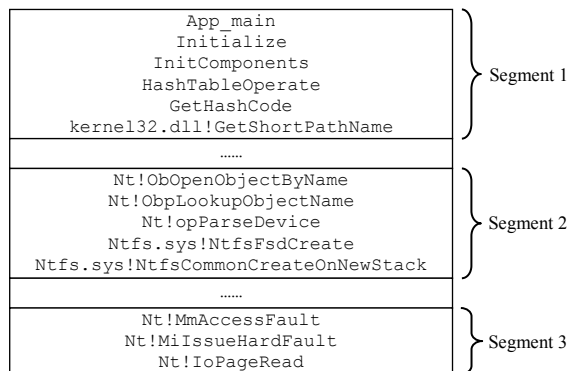 App_main
Initialize
InitComponents
HashTableOperate
GetHashCode
kernel32.dll!GetShortPathName
Segment 1
……
Nt!ObOpenObjectByName
Nt!ObpLookupObjectName
Nt!opParseDevice
Ntfs.sys!NtfsFsdCreate
Ntfs.sys!NtfsCommonCreateOnNewStack
Segment 2
……
Nt!MmAccessFault
Nt!MiIssueHardFault
Nt!IoPageRead
Segment 3